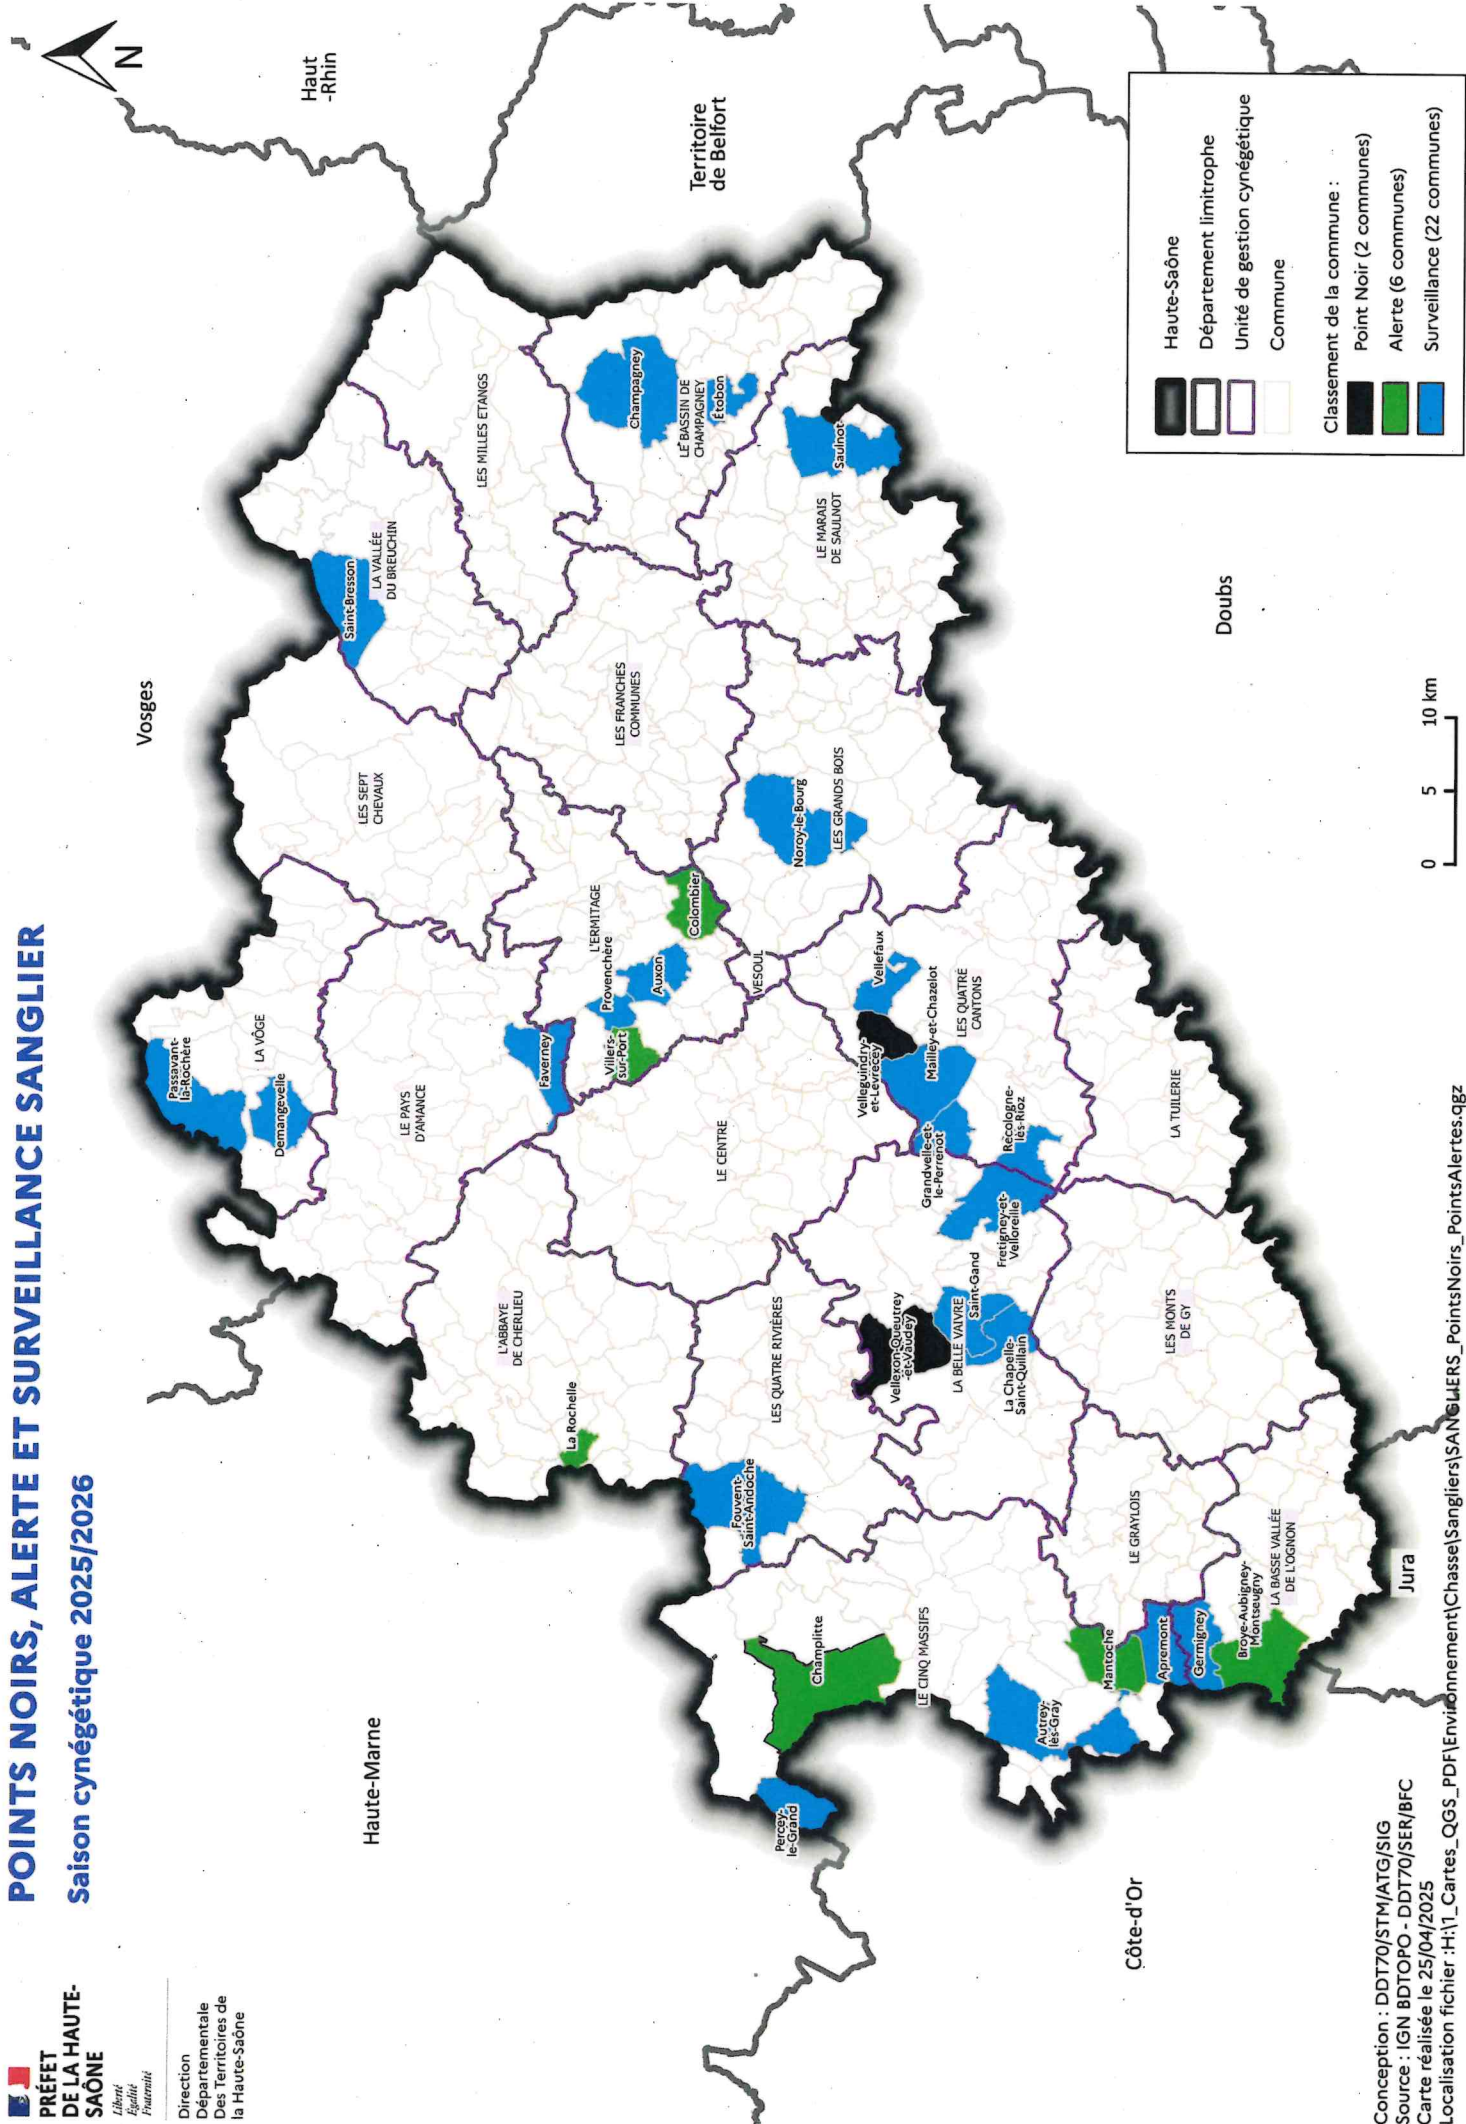 PRÉFET
DE LA HAUTE-
SAÔNE
Liberté
Égalité
Fraternité
Direction
Départementale
Des Territoires de
la Haute-Saône
POINTS NOIRS, ALERTE ET SURVEILLANCE SANGLIER
Saison cynégétique 2025/2026
N
Haut
-Rhin
Vosges
Territoire
de Belfort
Haute-Marne
Côte-d'Or
Jura
Doubs
Passavant-
la-Rochère
LA VÔGE
Demangevelle
LE PAYS
D'AMANCE
LES SEPT
CHEVAUX
Saint-Bresson
LA VALLÉE
DU BREUCHIN
LES MILLES ETANGS
L'ABBAYE
DE CHERLIEU
La Rochelle
Faverney
Villers-
sur-Port
Provenchère
L'ERMITAGE
Auxon
Colombier
LES FRANCHES
COMMUNES
Champagney
LE BASSIN DE
CHAMPAGNEY
Étobon
Saulnot
LE MARAIS
DE SAULNOT
LE CENTRE
VESOUL
Noroy-le-Bourg
LES GRANDS BOIS
Fouvent-
Saint-Andoche
LES QUATRE RIVIÈRES
Percey-
le-Grand
Champlitte
LE CINQ MASSIFS
Vellexon-Queutrey
-et-Vaudey
LA BELLE VAIVRE
Saint-Gand
La Chapelle-
Saint-Quillain
Velleguindry-
et-Levrecey
Vellefaux
Mailley-et-Chazelot
LES QUATRE
CANTONS
Grandvelle-et-
le-Perrenot
Recologne-
lès-Rioz
Fretigney-et-
Velloreille
Autrey-
lès-Gray
Mantoche
LE GRAYLOIS
Apremont
Germigney
Broye-Aubigney-
Montseugny
LA BASSE VALLÉE
DE L'OGNON
LES MONTS
DE GY
LA TUILERIE
0 5 10 km
Haute-Saône
Département limitrophe
Unité de gestion cynégétique
Commune
Classement de la commune :
Point Noir (2 communes)
Alerte (6 communes)
Surveillance (22 communes)
Conception : DDT70/STM/ATG/SIG
Source : IGN BDTOPO - DDT70/SER/BFC
Carte réalisée le 25/04/2025
Localisation fichier :H:\1_Cartes_QGS_PDF\Environnement\Chasse\Sangliers\SANGLIERS_PointsNoirs_PointsAlertes.qgz